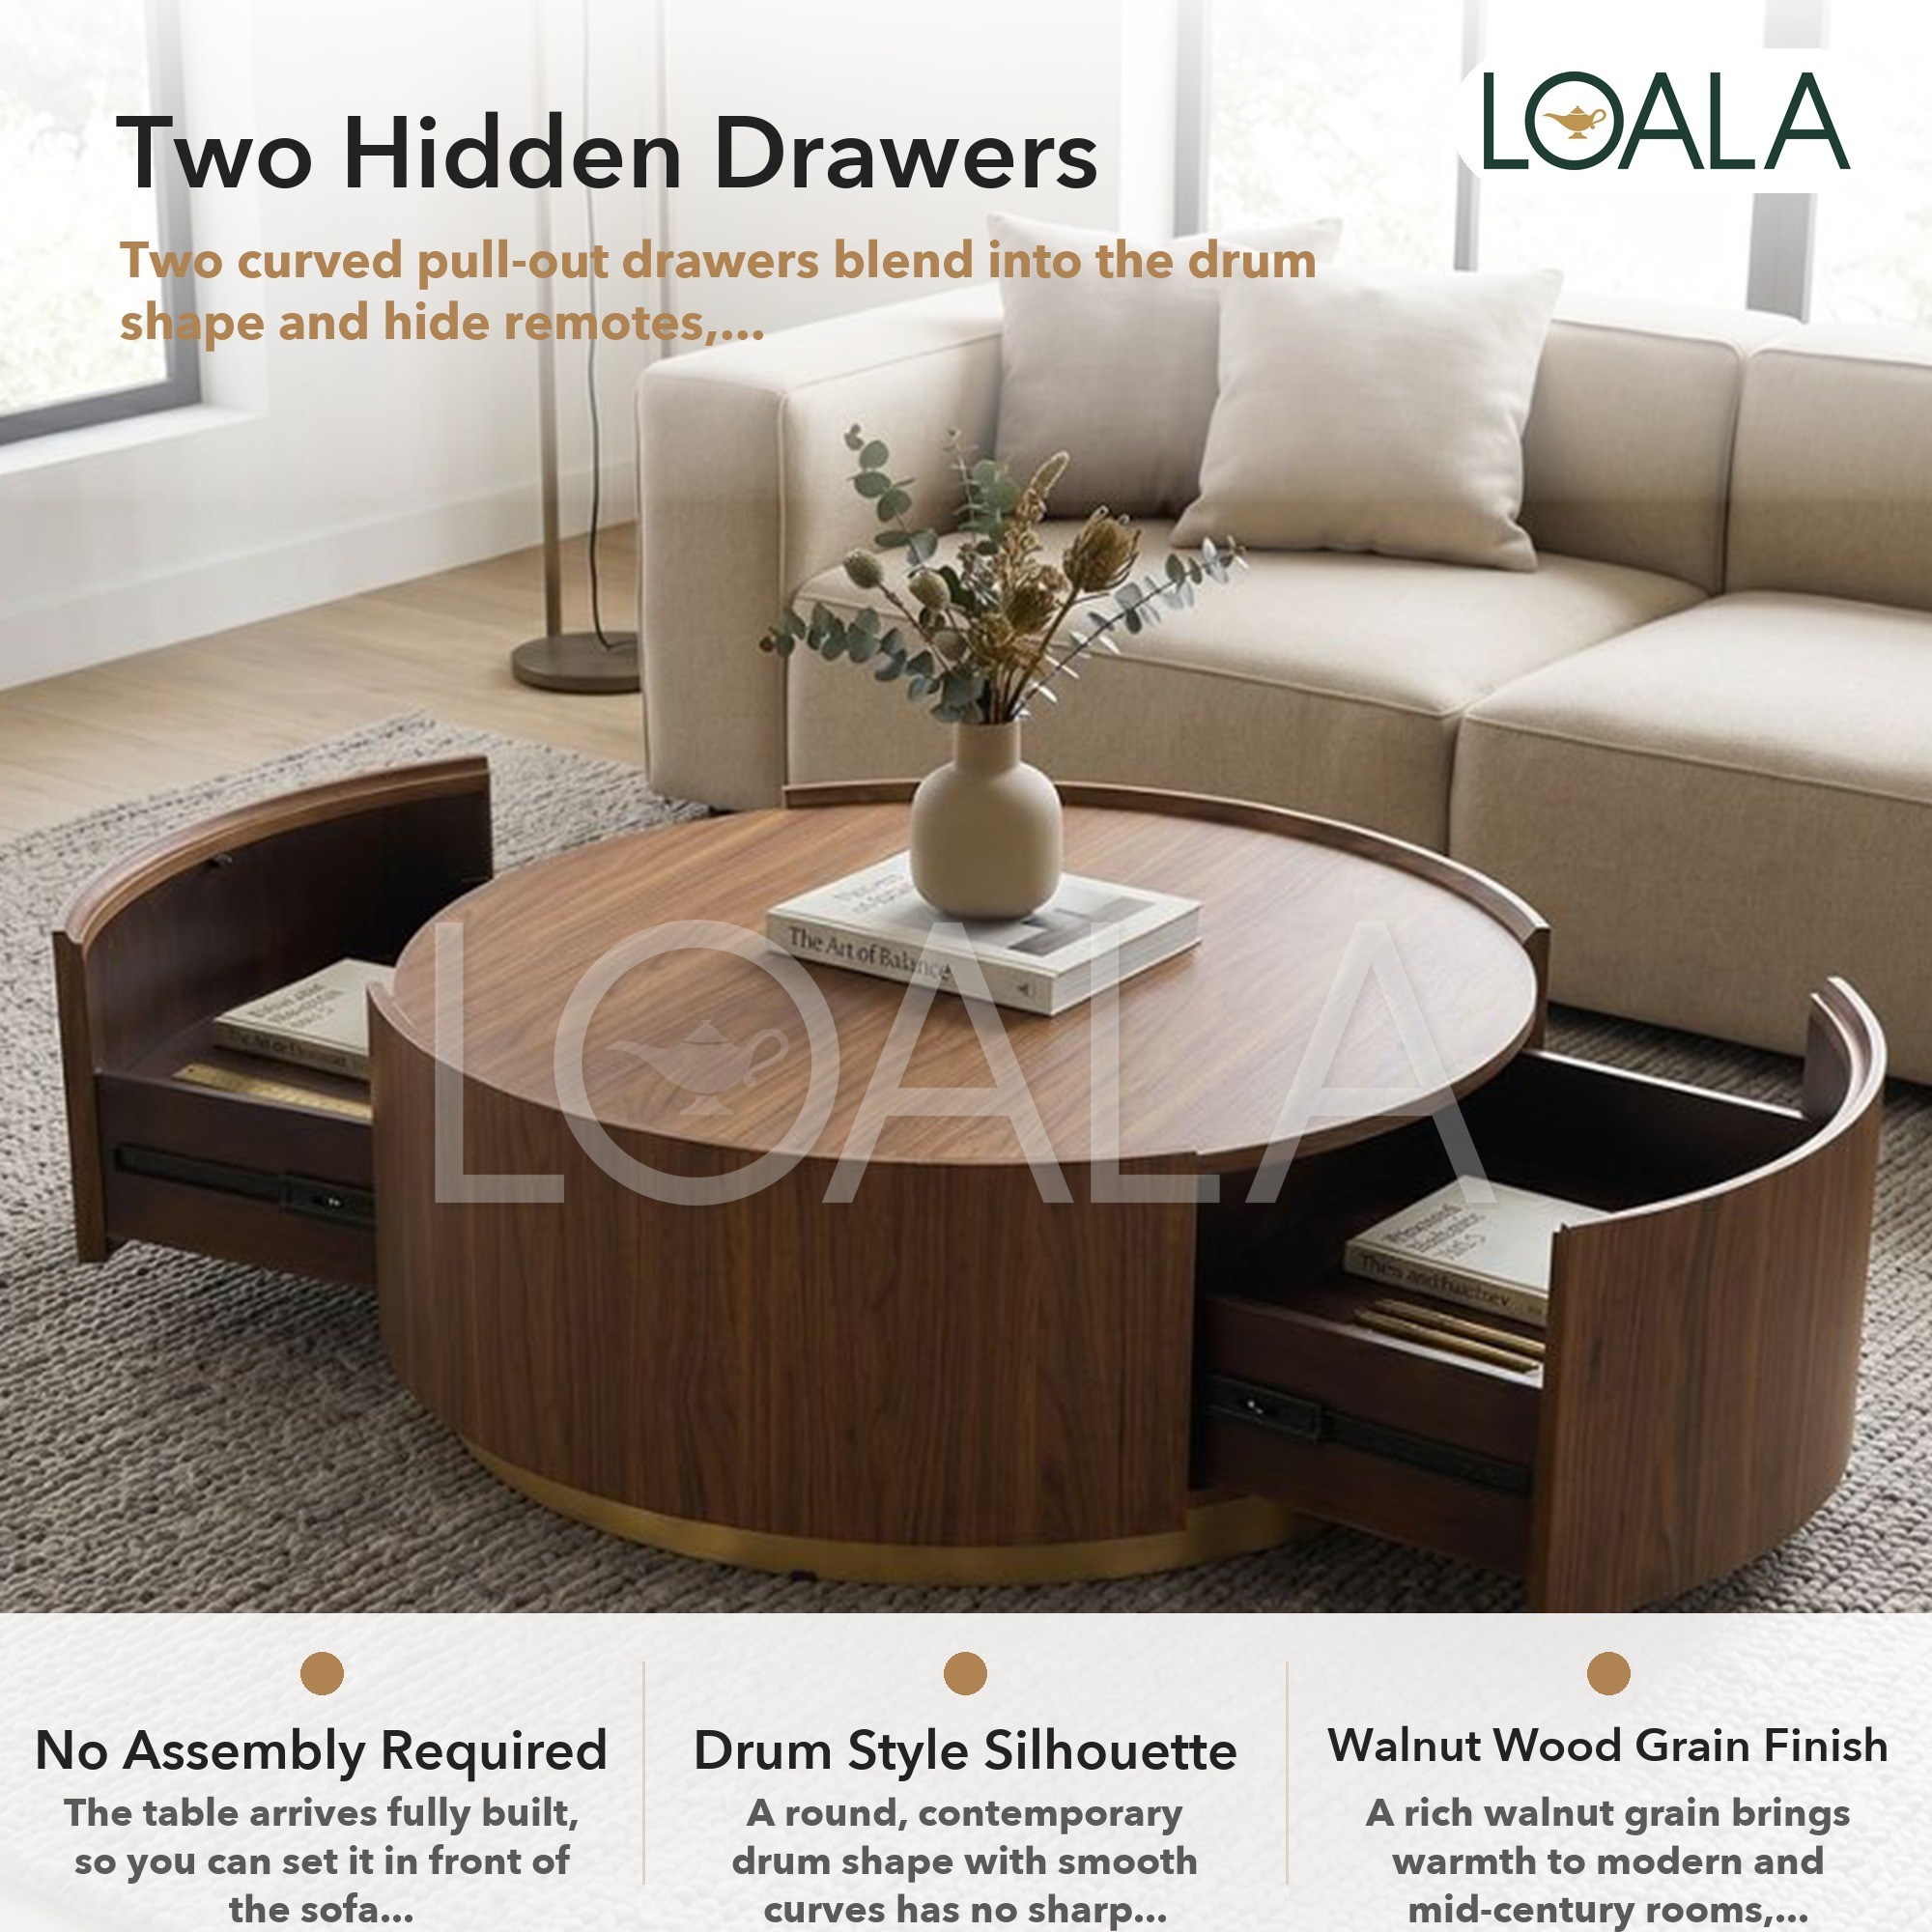 Two Hidden Drawers
LOALA
Two curved pull-out drawers blend into the drum
shape and hide remotes,...
The Art of Balance
LOALA
No Assembly Required
The table arrives fully built,
so you can set it in front of
the sofa...
Drum Style Silhouette
A round, contemporary
drum shape with smooth
curves has no sharp...
Walnut Wood Grain Finish
A rich walnut grain brings
warmth to modern and
mid-century rooms,...